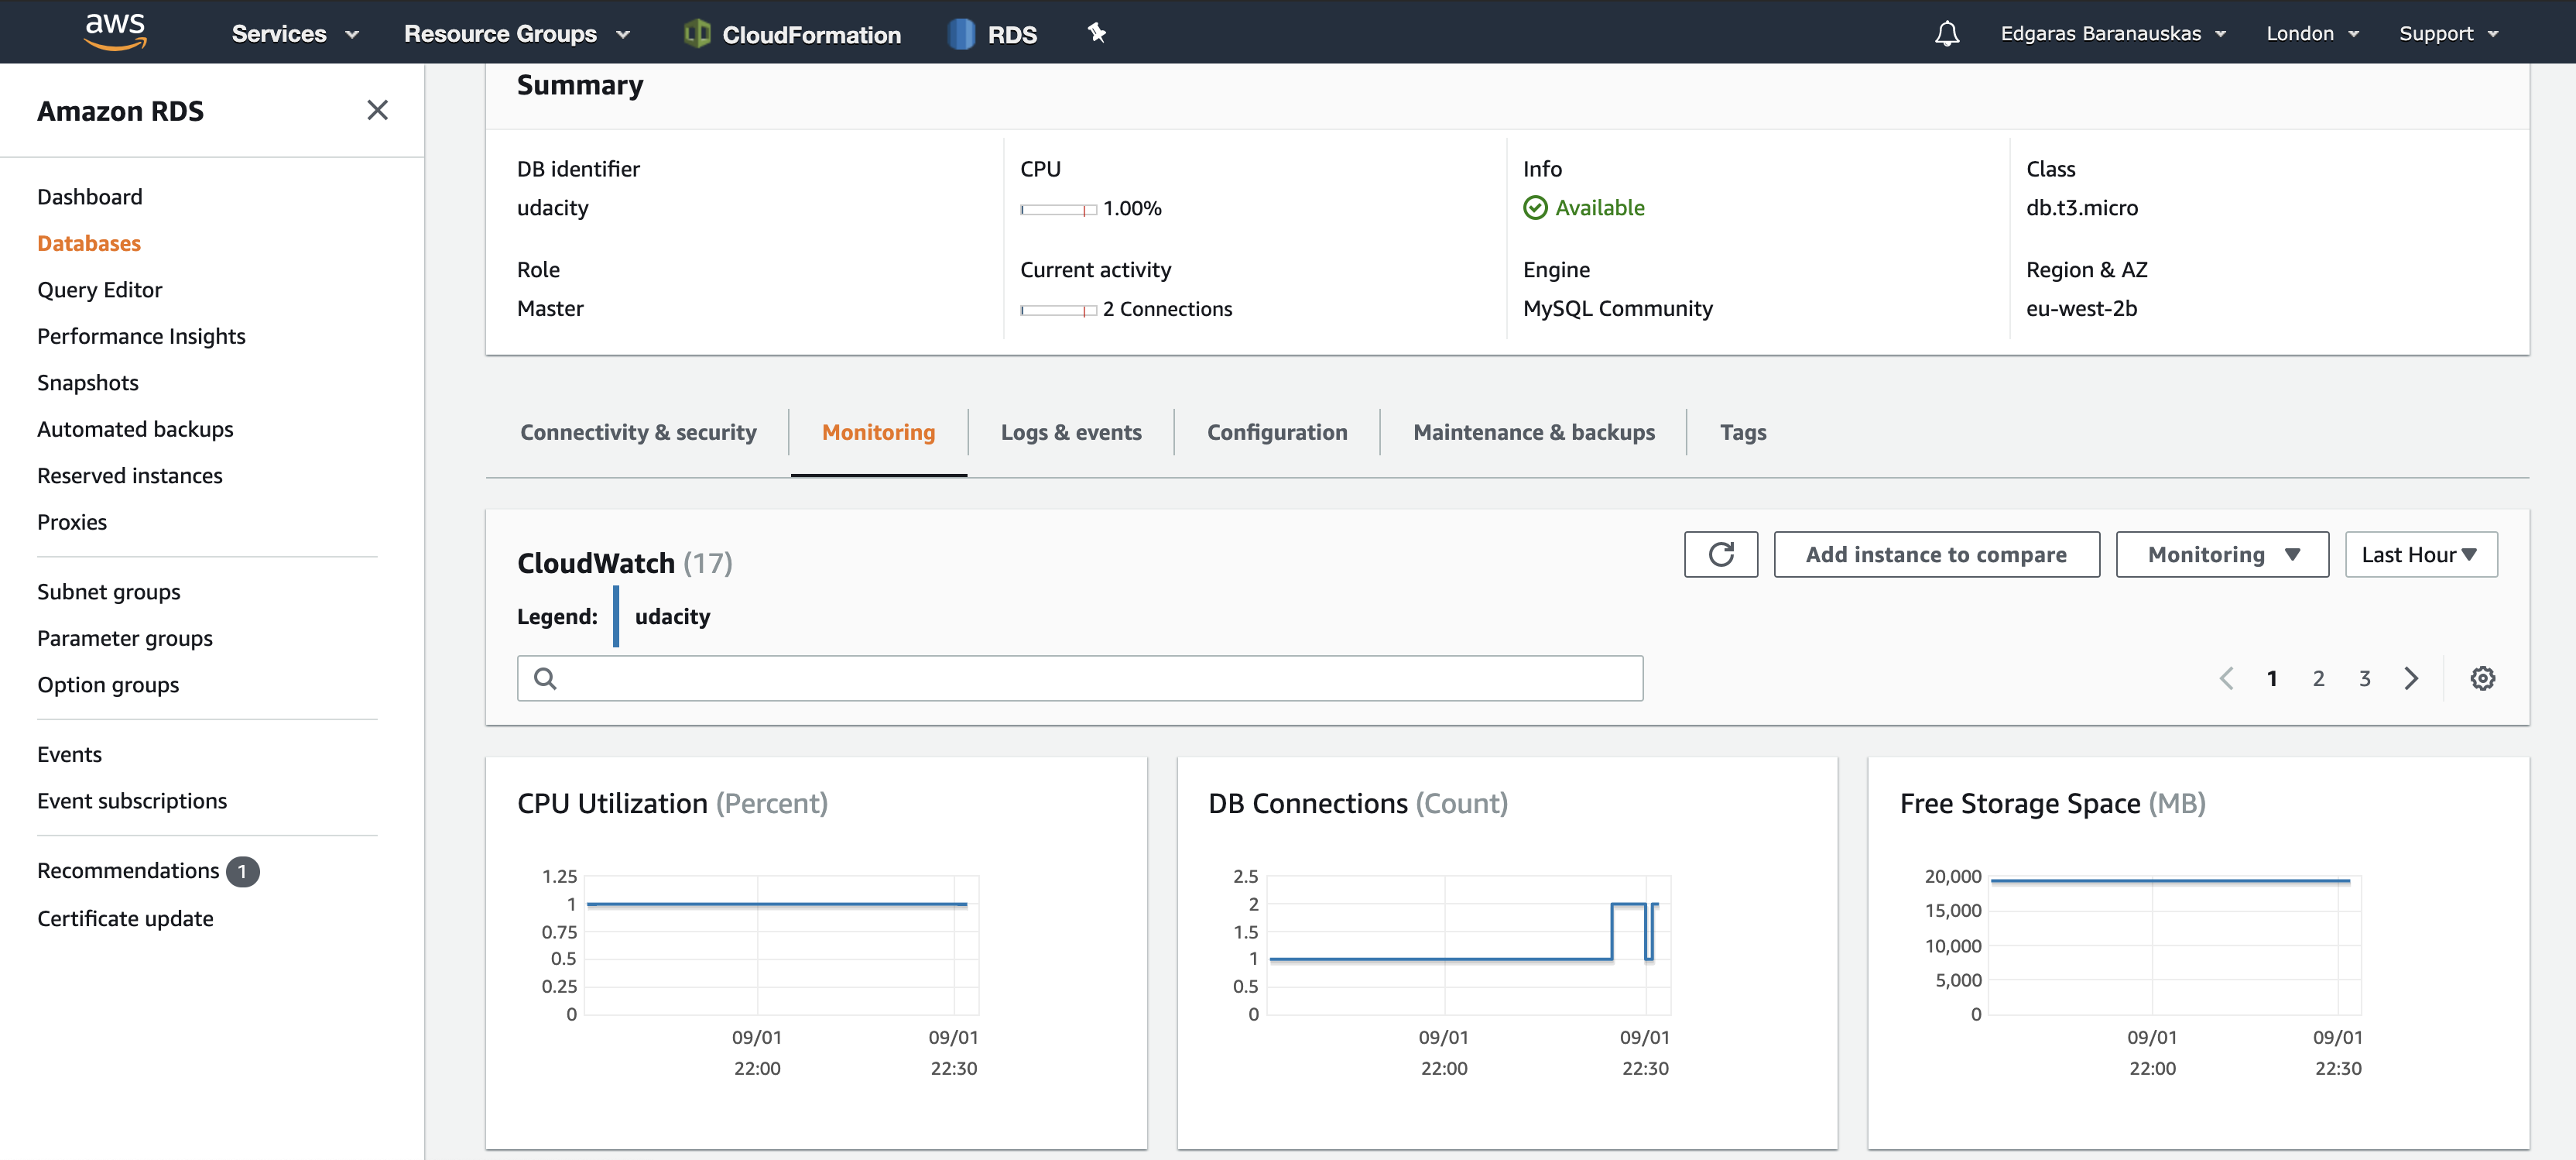 aws Services Resource Groups CloudFormation RDS Edgaras Baranauskas London Support
Amazon RDS
Dashboard
Databases
Query Editor
Performance Insights
Snapshots
Automated backups
Reserved instances
Proxies
Subnet groups
Parameter groups
Option groups
Events
Event subscriptions
Recommendations 1
Certificate update
Summary
DB identifier
udacity
CPU
1.00%
Info
Available
Class
db.t3.micro
Role
Master
Current activity
2 Connections
Engine
MySQL Community
Region & AZ
eu-west-2b
Connectivity & security Monitoring Logs & events Configuration Maintenance & backups Tags
CloudWatch (17)
Add instance to compare Monitoring Last Hour
Legend: udacity
1 2 3
CPU Utilization (Percent)
1.25
1
0.75
0.5
0.25
0
09/01 09/01
22:00 22:30
DB Connections (Count)
2.5
2
1.5
1
0.5
0
09/01 09/01
22:00 22:30
Free Storage Space (MB)
20,000
15,000
10,000
5,000
0
09/01 09/01
22:00 22:30